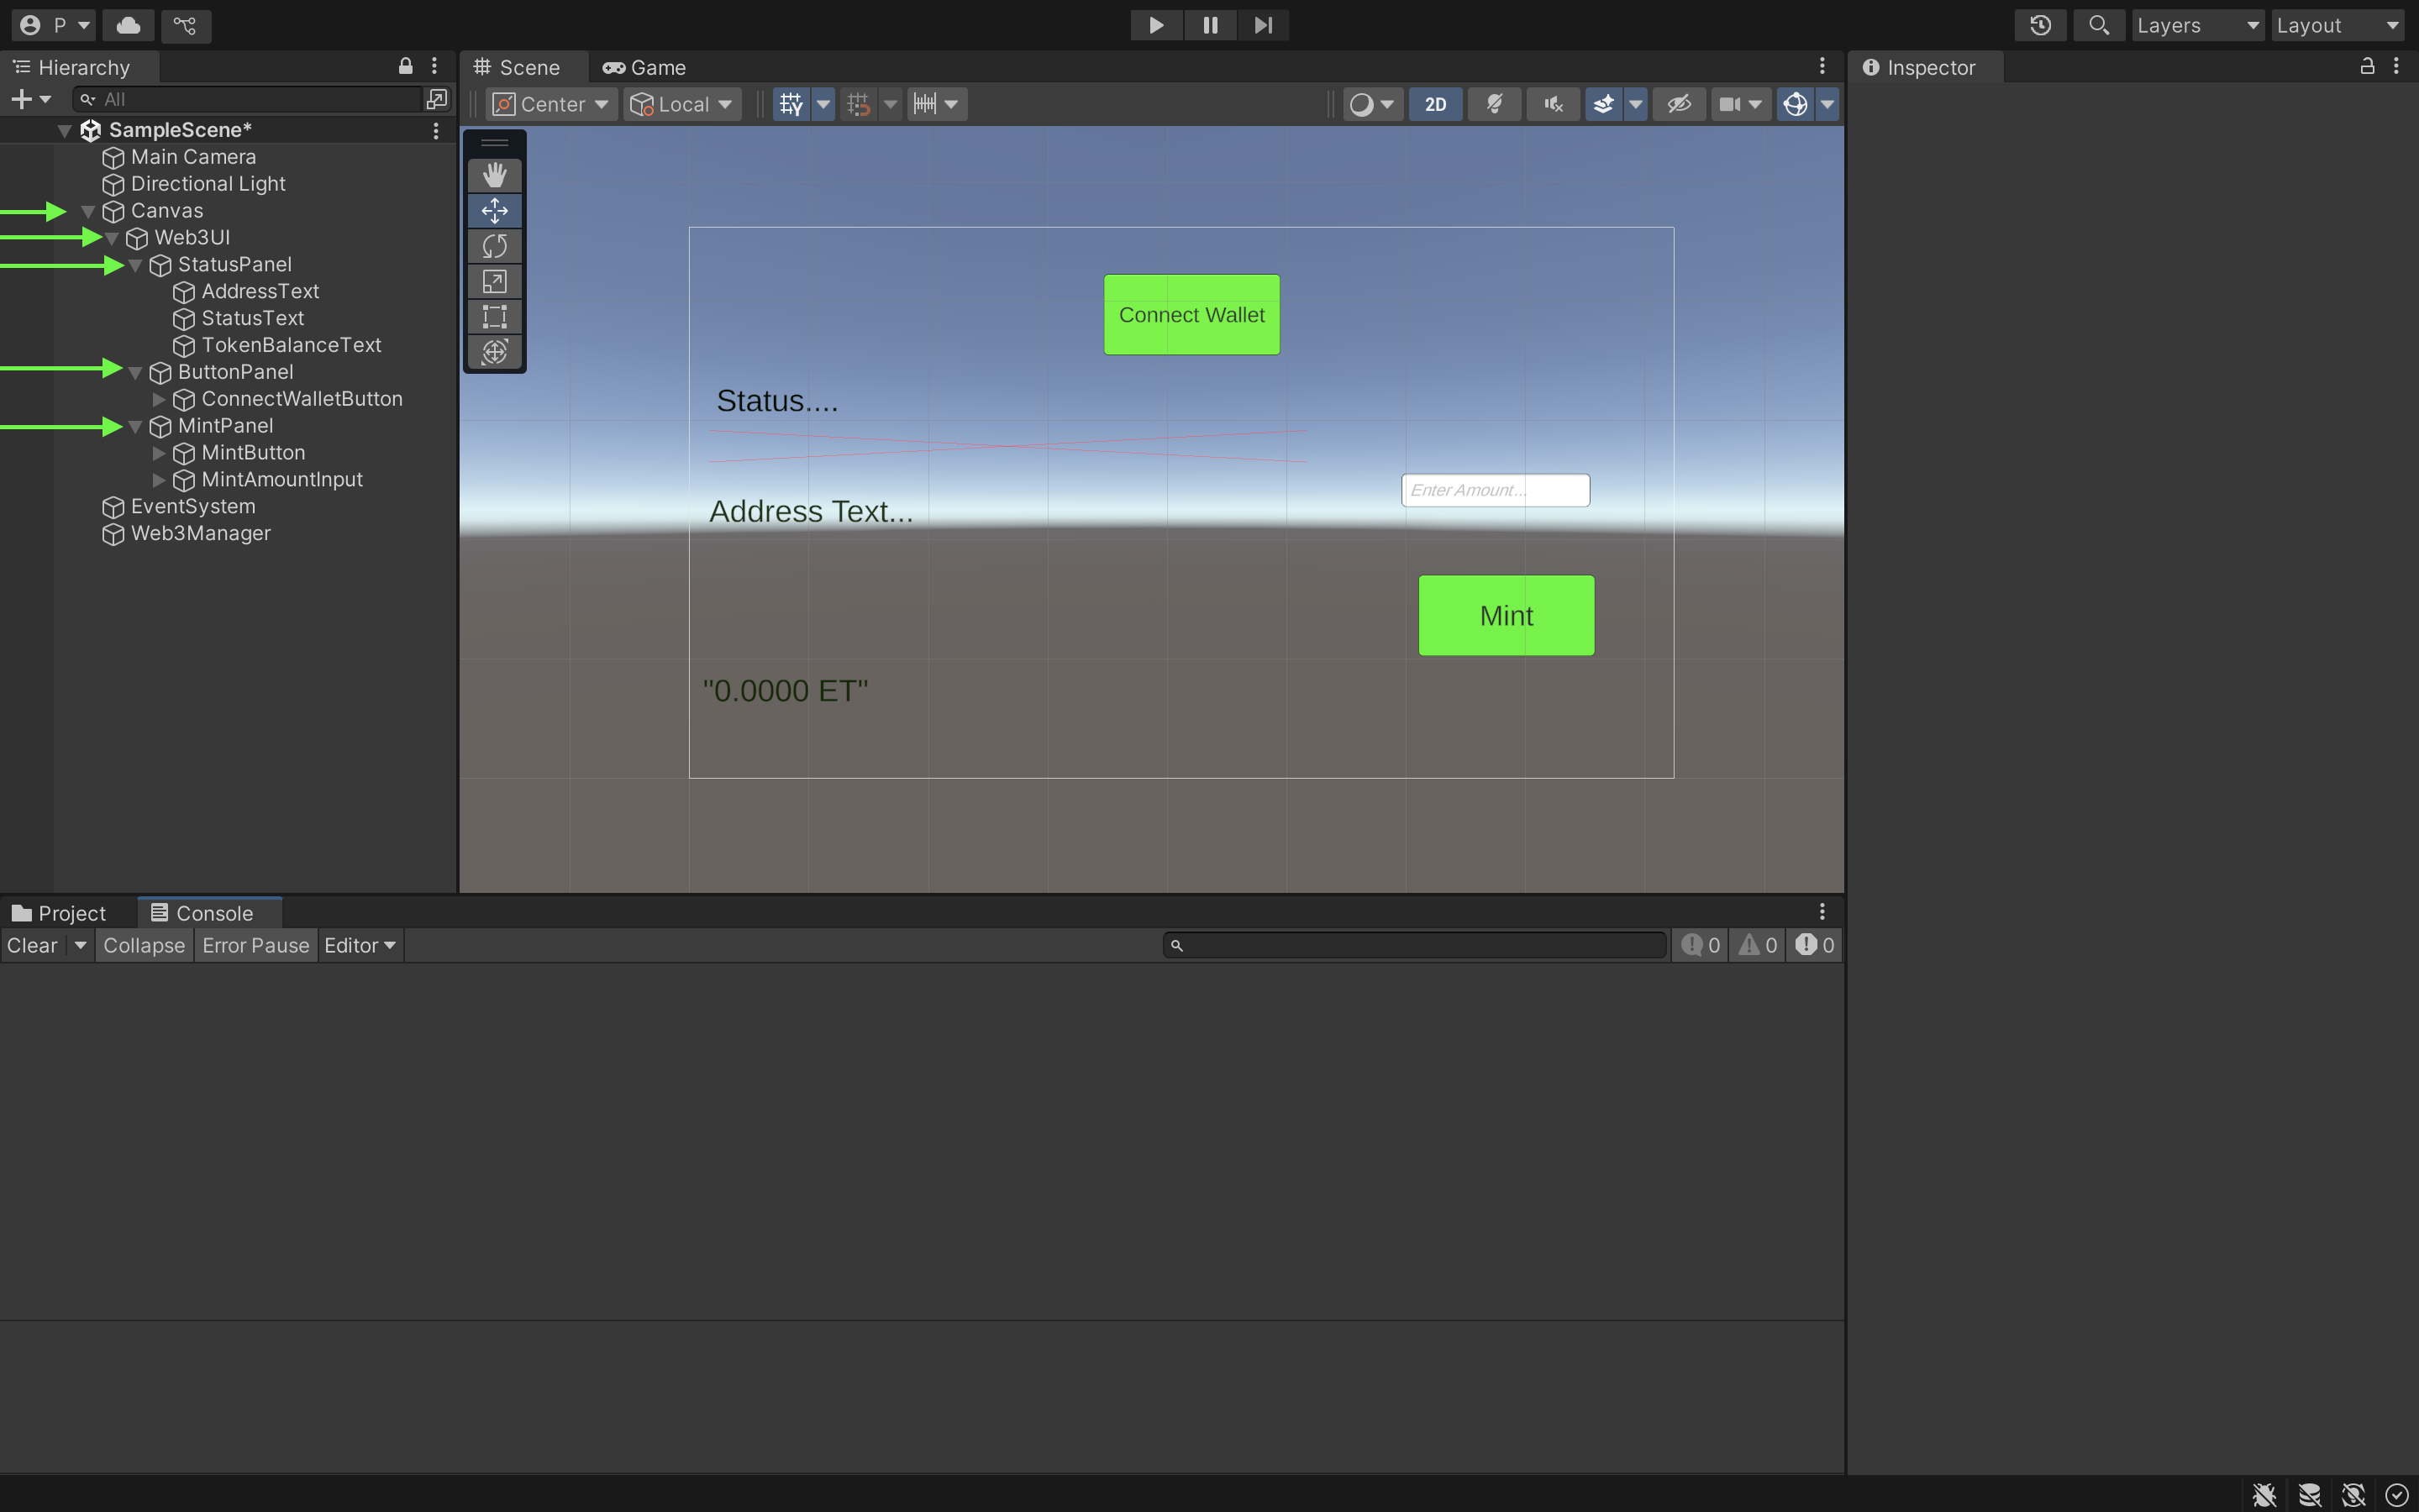 P
Layers
Layout
Hierarchy
Scene
Game
Inspector
All
Center
Local
2D
SampleScene*
Main Camera
Directional Light
Canvas
Web3UI
StatusPanel
AddressText
StatusText
TokenBalanceText
ButtonPanel
ConnectWalletButton
MintPanel
MintButton
MintAmountInput
EventSystem
Web3Manager
Connect Wallet
Status....
Enter Amount...
Address Text...
Mint
"0.0000 ET"
Project
Console
Clear
Collapse
Error Pause
Editor
0
0
0